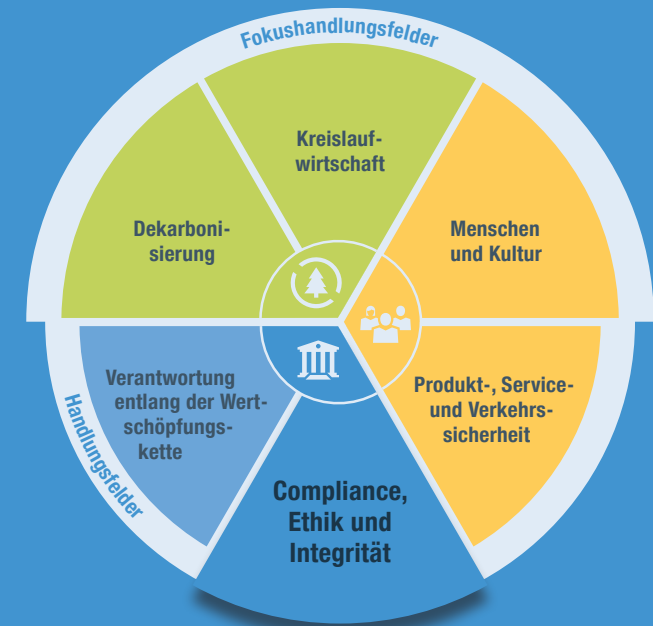 Fokushandlungsfelder
Kreislauf-
wirtschaft
Dekarboni-
sierung
Menschen
und Kultur
Verantwortung
entlang der Wert-
schöpfungs-
kette
Produkt-, Service-
und Verkehrs-
sicherheit
Handlungsfelder
Compliance,
Ethik und
Integrität